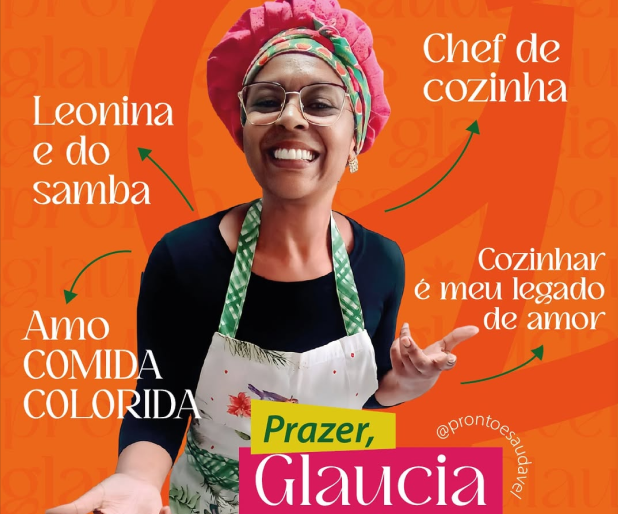 Chef de
cozinha
Leonina
e do
samba
Cozinhar
é meu legado
de amor
Amo
COMIDA
COLORIDA
Prazer,
Glaucia
@prontoesaudavel